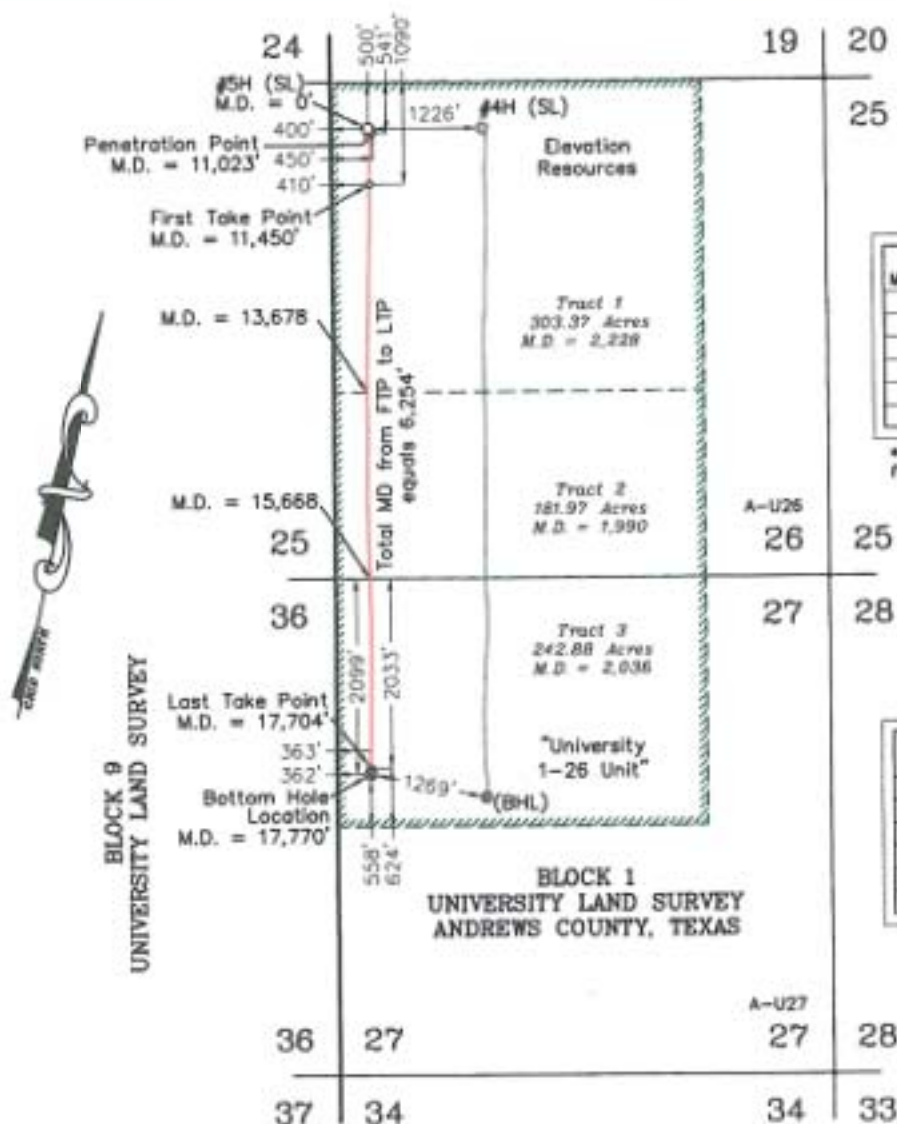 24
19
20
500'
541'
1090'
#5H (SL)
M.D. = 0'
25
1226'
#4H (SL)
400'
Penetration Point
M.D. = 11,023'
450'
Elevation
Resources
410'
First Take Point
M.D. = 11,450'
M.D. = 13,678
Tract 1
303.37 Acres
M.D. = 2,228
Total MD from FTP to LTP
equals 6,254'
M.D. = 15,668
Tract 2
181.97 Acres
M.D. = 1,990
A-U26
25
26
25
36
27
28
GRID NORTH
Tract 3
242.88 Acres
M.D. = 2,036
2099'
2033'
Last Take Point
M.D. = 17,704'
363'
362'
"University
1-26 Unit"
1269'
(BHL)
Bottom Hole
Location
M.D. = 17,770'
558'
624'
BLOCK 9
UNIVERSITY LAND SURVEY
BLOCK 1
UNIVERSITY LAND SURVEY
ANDREWS COUNTY, TEXAS
A-U27
36
27
27
28
37
34
34
33